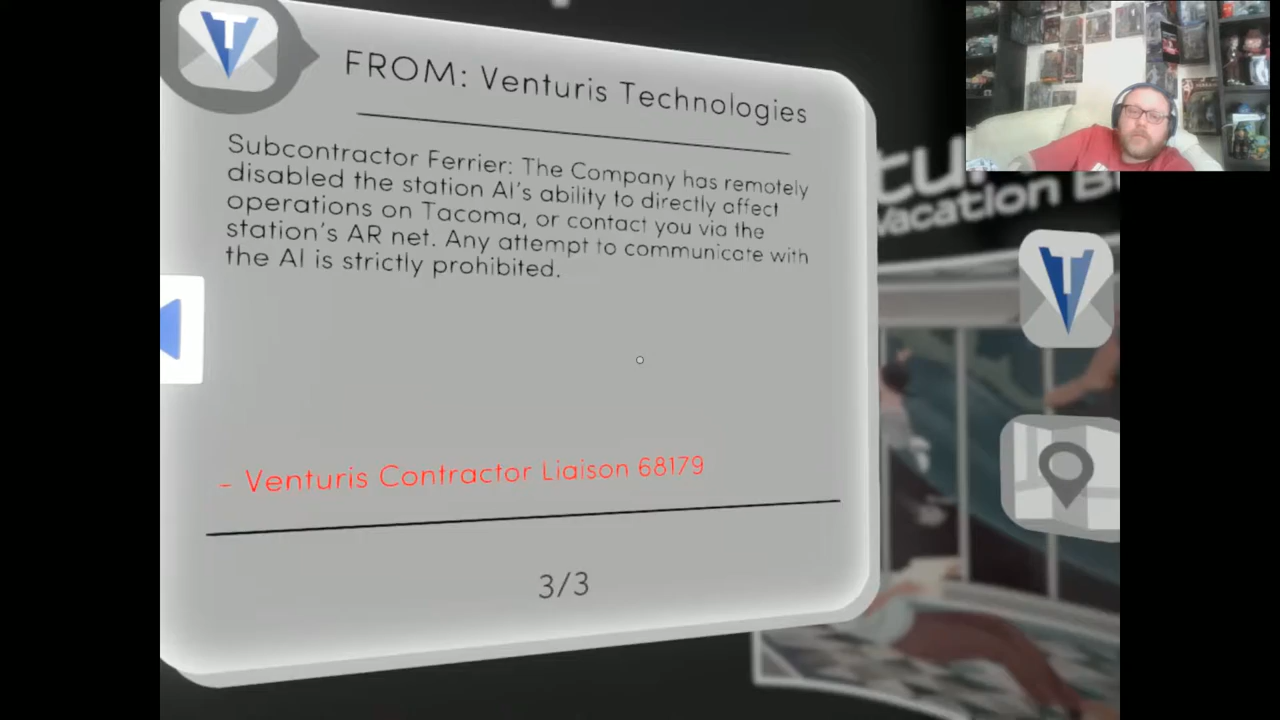 FROM: Venturis Technologies
Subcontractor Ferrier: The Company has remotely
disabled the station AI's ability to directly affect
operations on Tacoma, or contact you via the
station's AR net. Any attempt to communicate with
the AI is strictly prohibited.
- Venturis Contractor Liaison 68179
3/3
Vacation